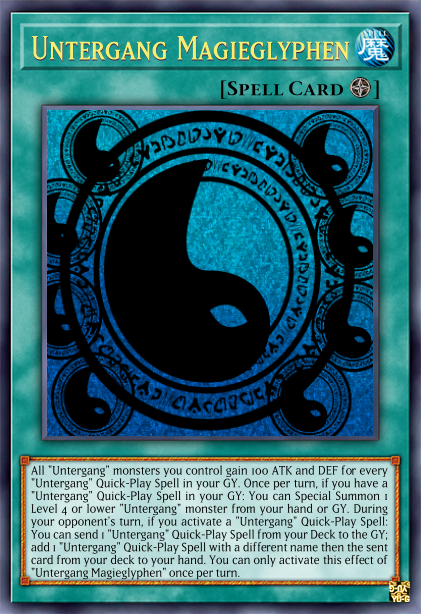 Untergang Magieglyphen
SPELL
魔
[Spell Card]
All "Untergang" monsters you control gain 100 ATK and DEF for every
"Untergang" Quick-Play Spell in your GY. Once per turn, if you have a
"Untergang" Quick-Play Spell in your GY: You can Special Summon 1
Level 4 or lower "Untergang" monster from your hand or GY. During
your opponent's turn, if you activate a "Untergang" Quick-Play Spell:
You can send 1 "Untergang" Quick-Play Spell from your Deck to the GY;
add 1 "Untergang" Quick-Play Spell with a different name then the sent
card from your deck to your hand. You can only activate this effect of
"Untergang Magieglyphen" once per turn.